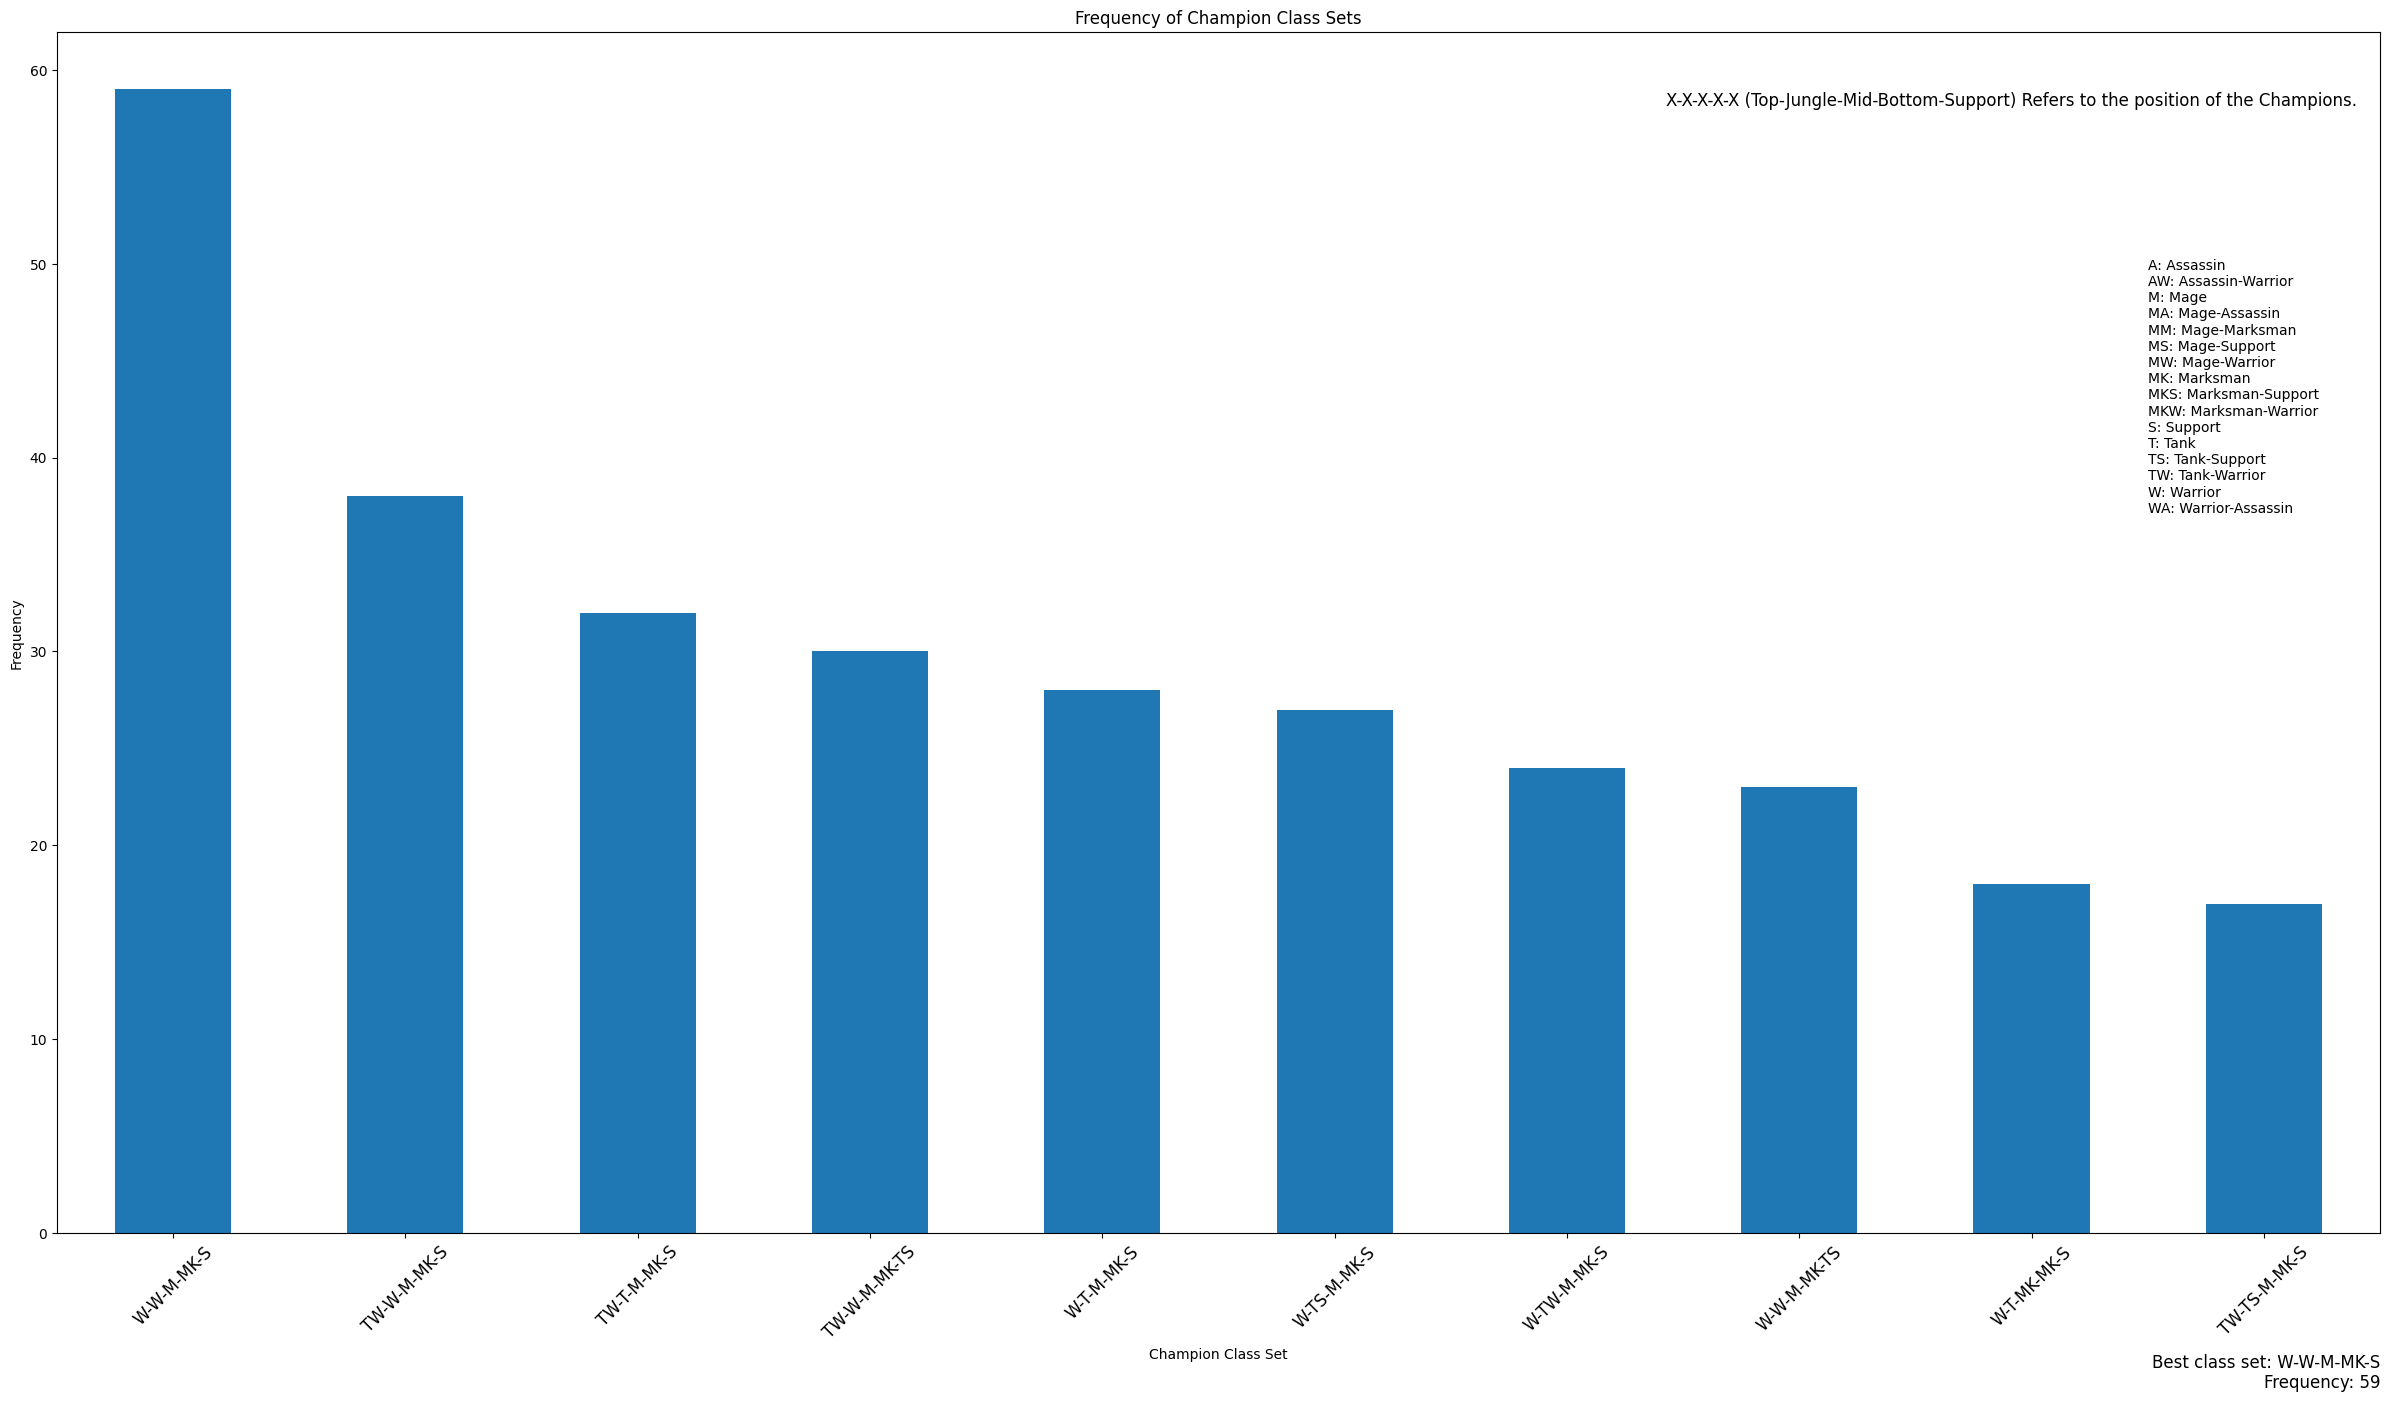 Frequency of Champion Class Sets
60
50
40
30
20
10
0
Frequency
X-X-X-X-X (Top-Jungle-Mid-Bottom-Support) Refers to the position of the Champions.
A: Assassin
AW: Assassin-Warrior
M: Mage
MA: Mage-Assassin
MM: Mage-Marksman
MS: Mage-Support
MW: Mage-Warrior
MK: Marksman
MKS: Marksman-Support
MKW: Marksman-Warrior
S: Support
T: Tank
TS: Tank-Support
TW: Tank-Warrior
W: Warrior
WA: Warrior-Assassin
W-W-M-MK-S
TW-W-M-MK-S
TW-T-M-MK-S
TW-W-M-MK-TS
W-T-M-MK-S
W-TS-M-MK-S
W-TW-M-MK-S
W-W-M-MK-TS
W-T-MK-MK-S
TW-TS-M-MK-S
Champion Class Set
Best class set: W-W-M-MK-S
Frequency: 59